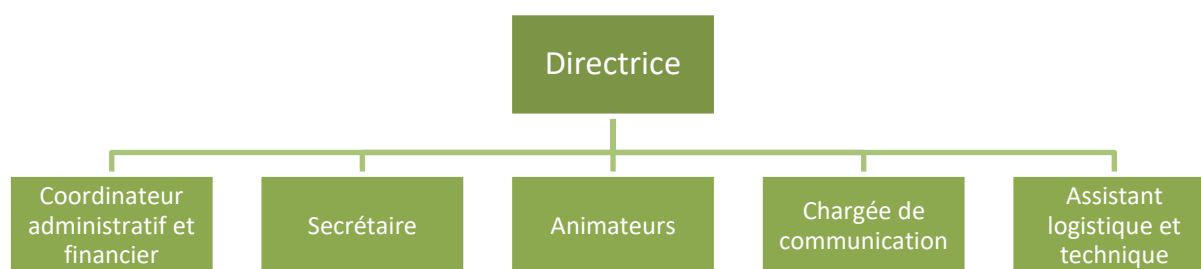 Directrice
Coordinateur
administratif et
financier
Secrétaire
Animateurs
Chargée de
communication
Assistant
logistique et
technique